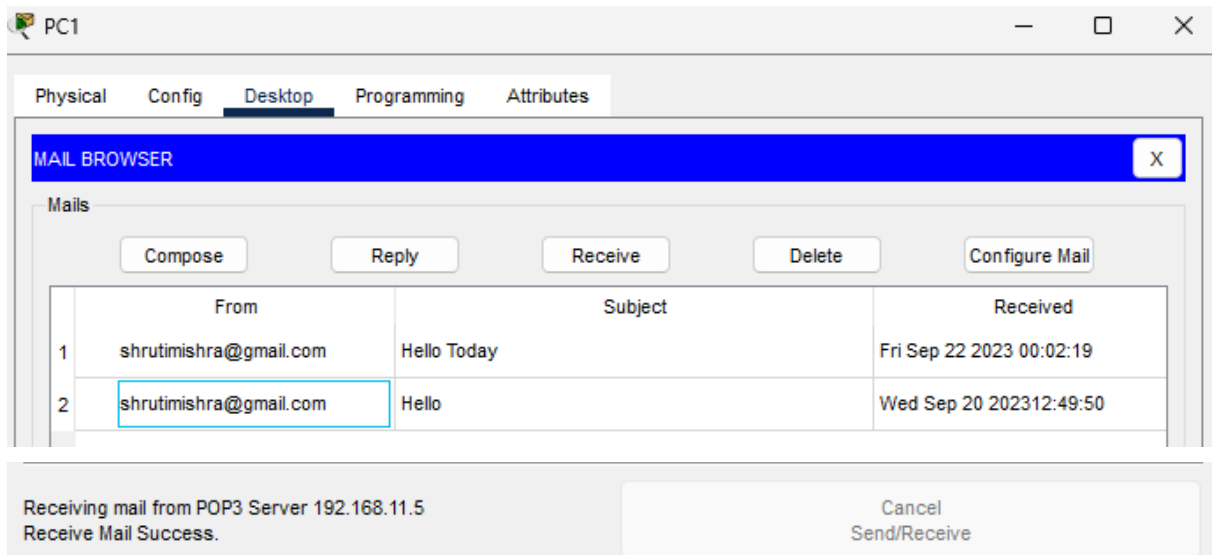 PC1
Physical Config Desktop Programming Attributes
MAIL BROWSER X
Mails
Compose Reply Receive Delete Configure Mail
From Subject Received
1 shrutimishra@gmail.com Hello Today Fri Sep 22 2023 00:02:19
2 shrutimishra@gmail.com Hello Wed Sep 20 202312:49:50
Receiving mail from POP3 Server 192.168.11.5
Receive Mail Success.
Cancel
Send/Receive